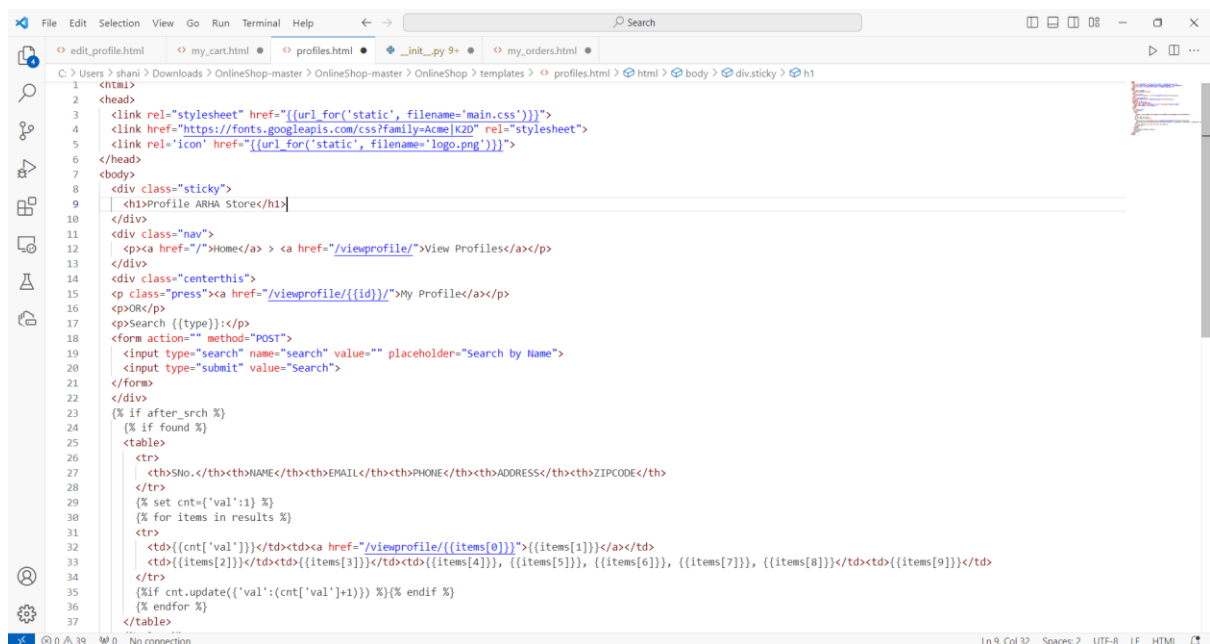 File Edit Selection View Go Run Terminal Help Search
edit_profile.html my_cart.html profiles.html __init__.py 9+ my_orders.html
C: > Users > shani > Downloads > OnlineShop-master > OnlineShop-master > OnlineShop > templates > profiles.html > html > body > div.sticky > h1
1 <html>
2 <head>
3 <link rel="stylesheet" href="{{url_for('static', filename='main.css')}}">
4 <link href="https://fonts.googleapis.com/css?family=Acme|K2D" rel="stylesheet">
5 <link rel='icon' href="{{url_for('static', filename='logo.png')}}">
6 </head>
7 <body>
8 <div class="sticky">
9 <h1>Profile ARHA Store</h1>
10 </div>
11 <div class="nav">
12 <p><a href="/">Home</a> > <a href="/viewprofile/">View Profiles</a></p>
13 </div>
14 <div class="centerthis">
15 <p class="press"><a href="/viewprofile/{{id}}/">My Profile</a></p>
16 <p>OR</p>
17 <p>Search {{type}}:</p>
18 <form action="" method="POST">
19 <input type="search" name="search" value="" placeholder="Search by Name">
20 <input type="submit" value="Search">
21 </form>
22 </div>
23 {% if after_srch %}
24 {% if found %}
25 <table>
26 <tr>
27 <th>SNo.</th><th>NAME</th><th>EMAIL</th><th>PHONE</th><th>ADDRESS</th><th>ZIPCODE</th>
28 </tr>
29 {% set cnt={'val':1} %}
30 {% for items in results %}
31 <tr>
32 <td>{{cnt['val']}}</td><td><a href="/viewprofile/{{items[0]}}">{{items[1]}}</a></td>
33 <td>{{items[2]}}</td><td>{{items[3]}}</td><td>{{items[4]}}, {{items[5]}}, {{items[6]}}, {{items[7]}}, {{items[8]}}</td><td>{{items[9]}}</td>
34 </tr>
35 {%if cnt.update({'val':(cnt['val']+1)}) %}{% endif %}
36 {% endfor %}
37 </table>
0 39 0 No connection Ln 9, Col 32 Spaces: 2 UTF-8 LF HTML